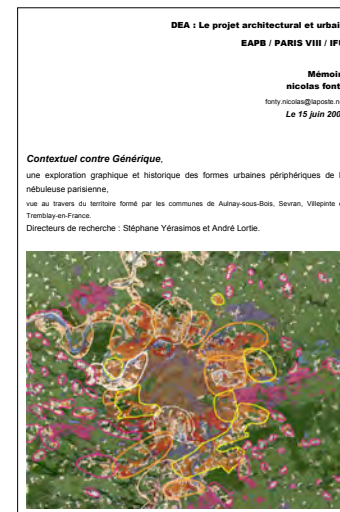 DEA : Le projet architectural et urbai
EAPB / PARIS VIII / IFU
Mémoir
nicolas font
fonty.nicolas@laposte.n
Le 15 juin 200
Contextuel contre Générique,
une exploration graphique et historique des formes urbaines périphériques de l
nébuleuse parisienne,
vue au travers du territoire formé par les communes de Aulnay-sous-Bois, Sevran, Villepinte e
Tremblay-en-France.
Directeurs de recherche : Stéphane Yérasimos et André Lortie.